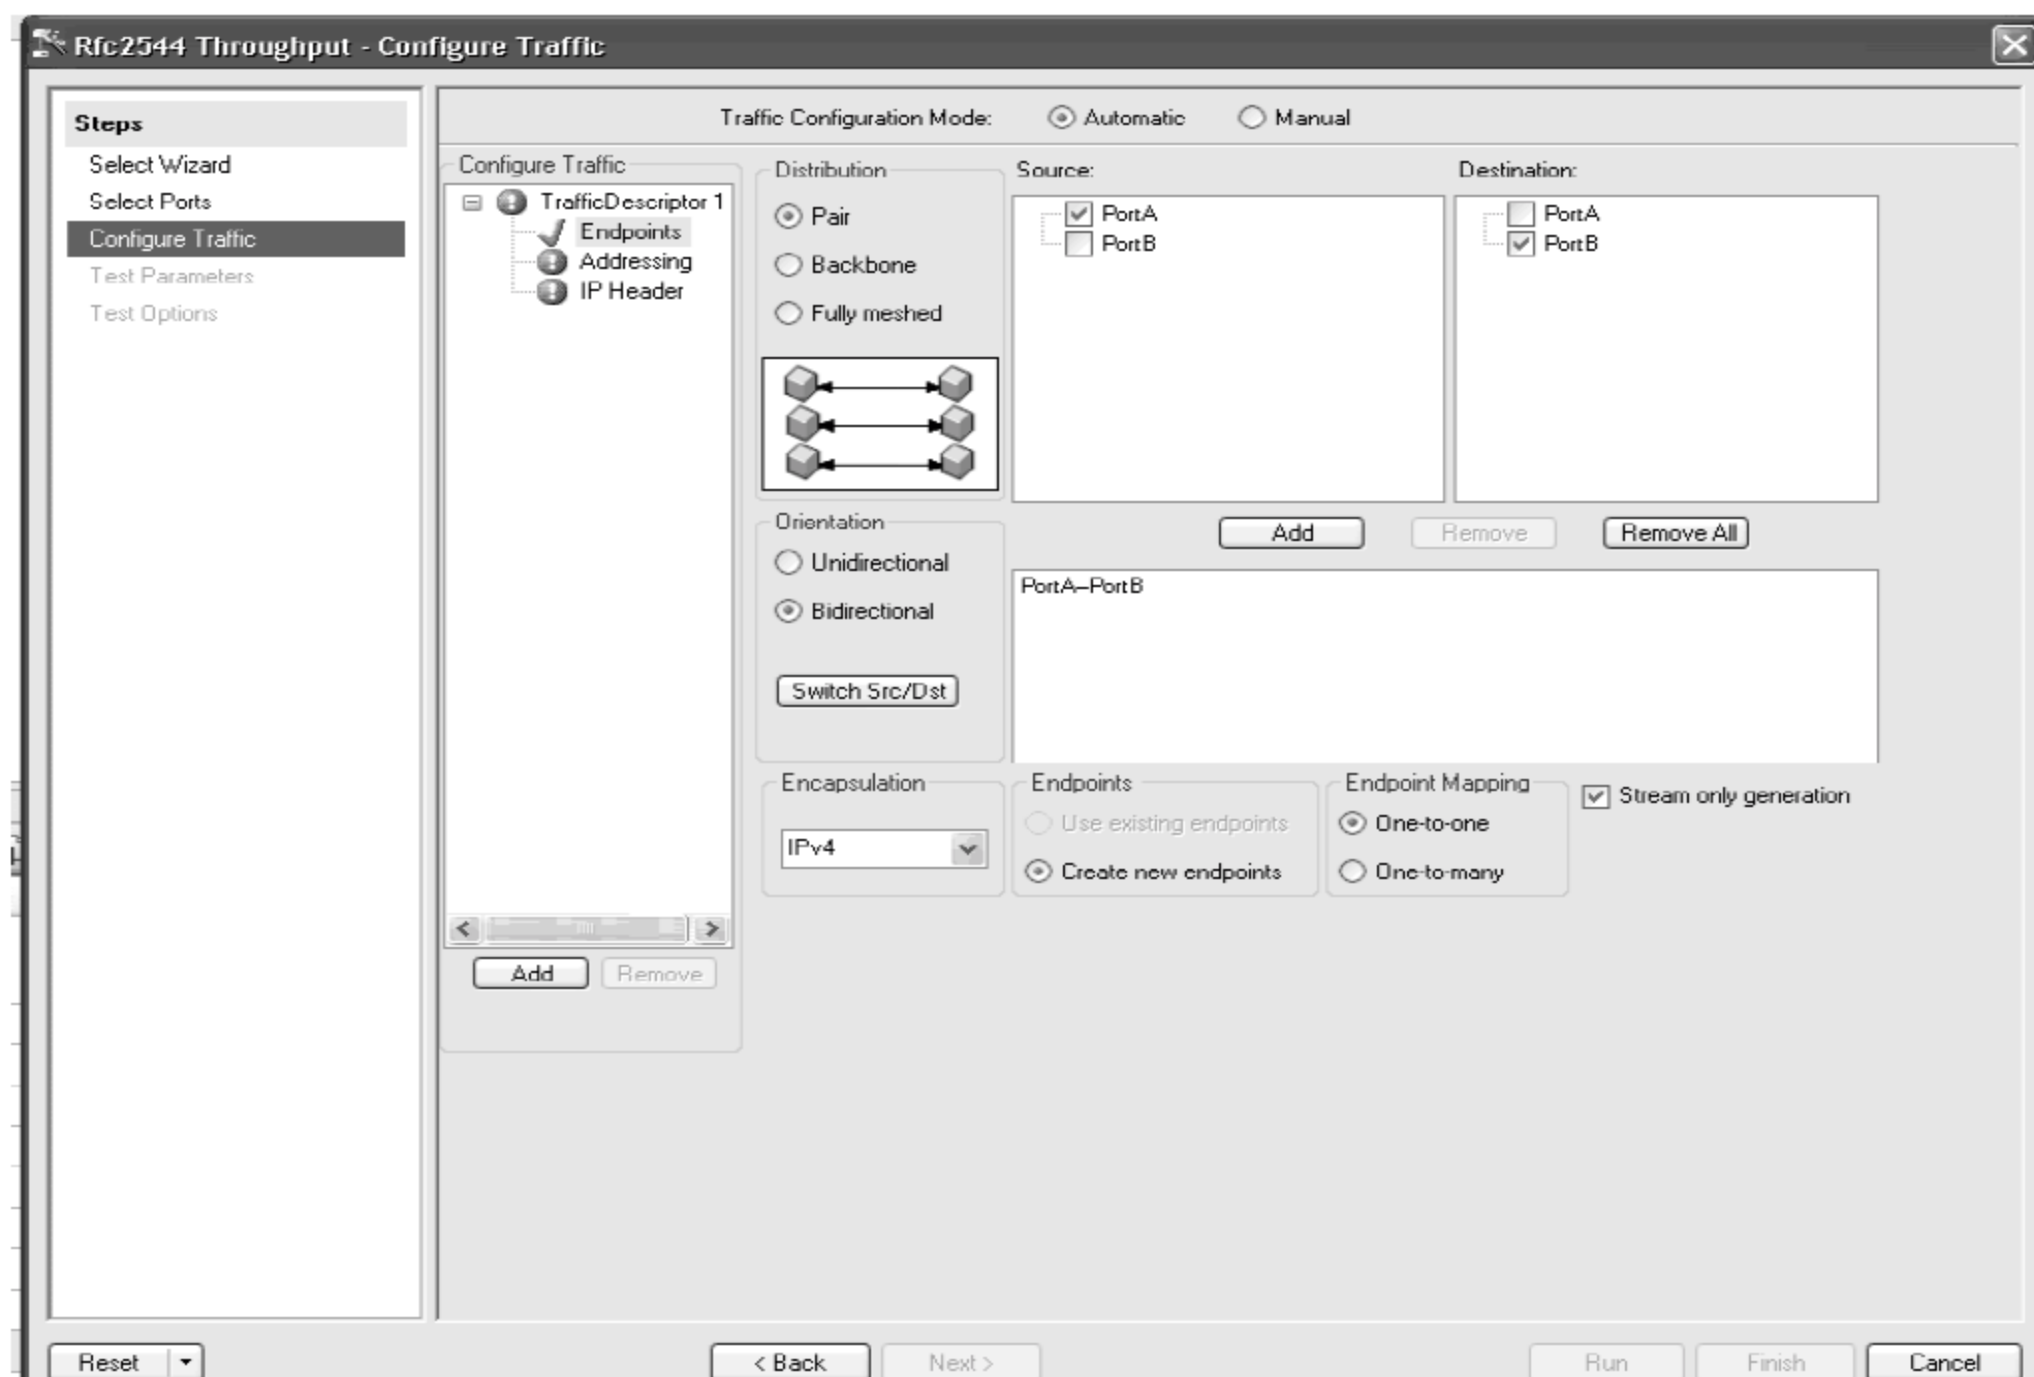 Rfc2544 Throughput - Configure Traffic
Steps
Select Wizard
Select Ports
Configure Traffic
Test Parameters
Test Options
Traffic Configuration Mode: Automatic Manual
Configure Traffic
TrafficDescriptor 1
Endpoints
Addressing
IP Header
Add Remove
Distribution
Pair
Backbone
Fully meshed
Orientation
Unidirectional
Bidirectional
Switch Src/Dst
Source:
PortA
PortB
Destination:
PortA
PortB
Add Remove Remove All
PortA--PortB
Encapsulation
IPv4
Endpoints
Use existing endpoints
Create new endpoints
Endpoint Mapping
One-to-one
One-to-many
Stream only generation
Reset < Back Next > Run Finish Cancel